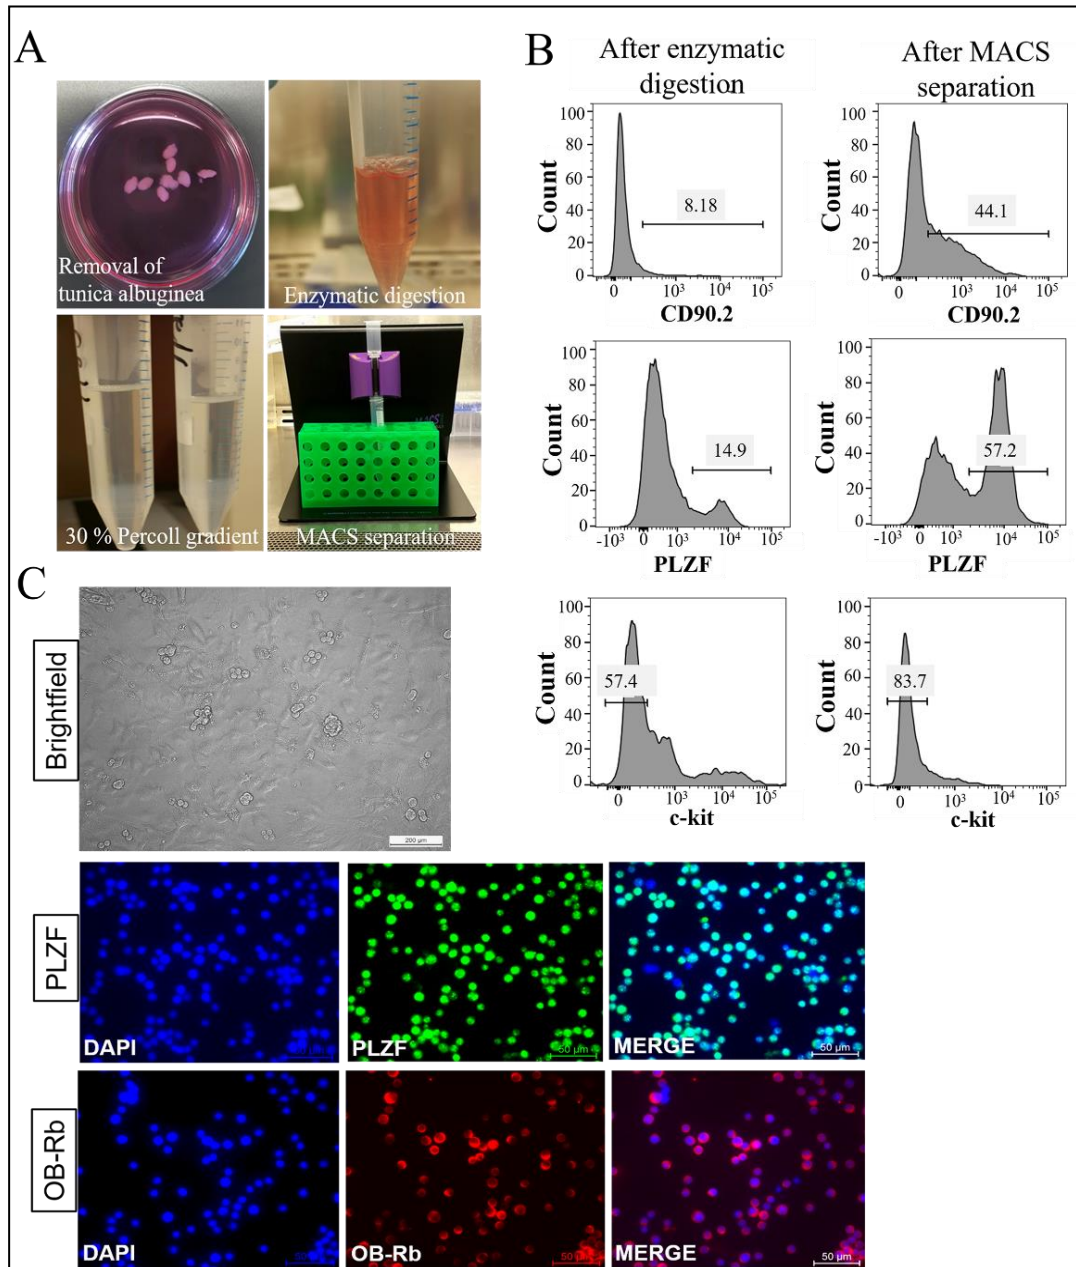 A
Removal of
tunica albuginea
Enzymatic digestion
30 % Percoll gradient
MACS separation
B
After enzymatic
digestion
After MACS
separation
Count
100
80
60
40
20
0
8.18
0
10³
10⁴
10⁵
CD90.2
Count
100
80
60
40
20
0
44.1
0
10³
10⁴
10⁵
CD90.2
Count
100
80
60
40
20
0
14.9
-10³
0
10³
10⁴
10⁵
PLZF
Count
100
80
60
40
20
0
57.2
-10³
0
10³
10⁴
10⁵
PLZF
Count
100
80
60
40
20
0
57.4
0
10³
10⁴
10⁵
c-kit
Count
100
80
60
40
20
0
83.7
0
10³
10⁴
10⁵
c-kit
C
Brightfield
200 µm
PLZF
DAPI
PLZF
50 µm
MERGE
50 µm
OB-Rb
DAPI
OB-Rb
50 µm
MERGE
50 µm